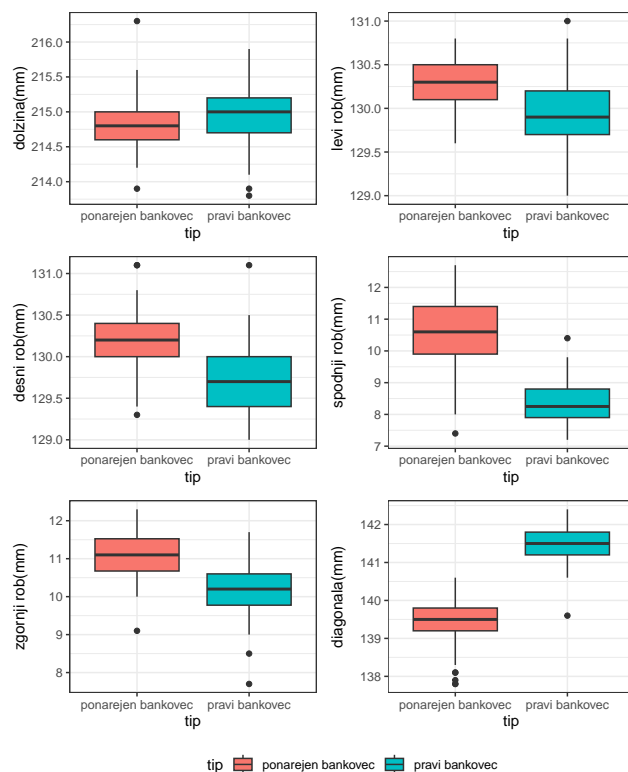 dolzina(mm)
216.0
215.5
215.0
214.5
214.0
ponarejen bankovec pravi bankovec
tip
levi rob(mm)
131.0
130.5
130.0
129.5
129.0
ponarejen bankovec pravi bankovec
tip
desni rob(mm)
131.0
130.5
130.0
129.5
129.0
ponarejen bankovec pravi bankovec
tip
spodnji rob(mm)
12
11
10
9
8
7
ponarejen bankovec pravi bankovec
tip
zgornji rob(mm)
12
11
10
9
8
ponarejen bankovec pravi bankovec
tip
diagonala(mm)
142
141
140
139
138
ponarejen bankovec pravi bankovec
tip
tip ponarejen bankovec pravi bankovec